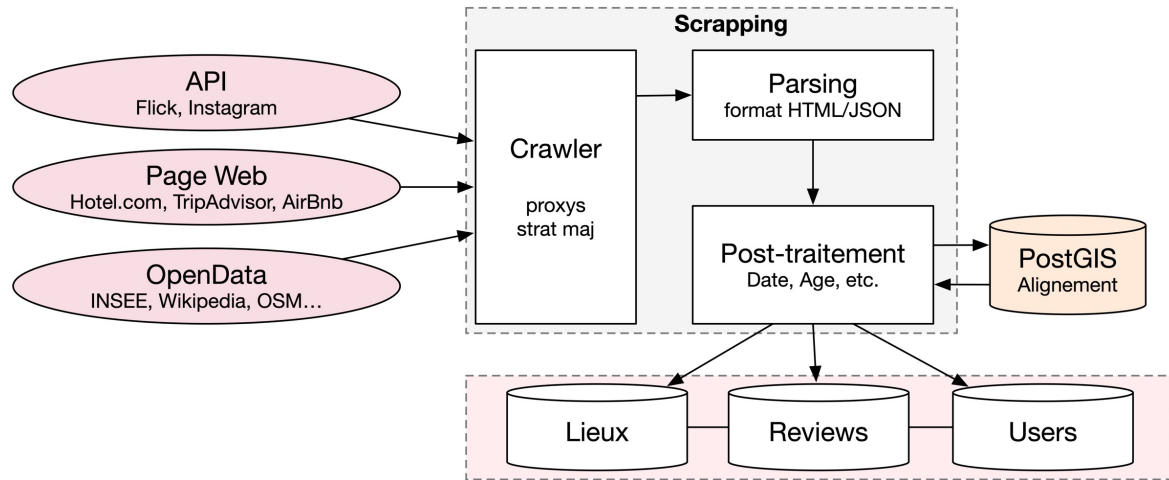 Scrapping
API
Flick, Instagram
Page Web
Hotel.com, TripAdvisor, AirBnb
OpenData
INSEE, Wikipedia, OSM...
Crawler
proxys
strat maj
Parsing
format HTML/JSON
Post-traitement
Date, Age, etc.
PostGIS
Alignement
Lieux
Reviews
Users